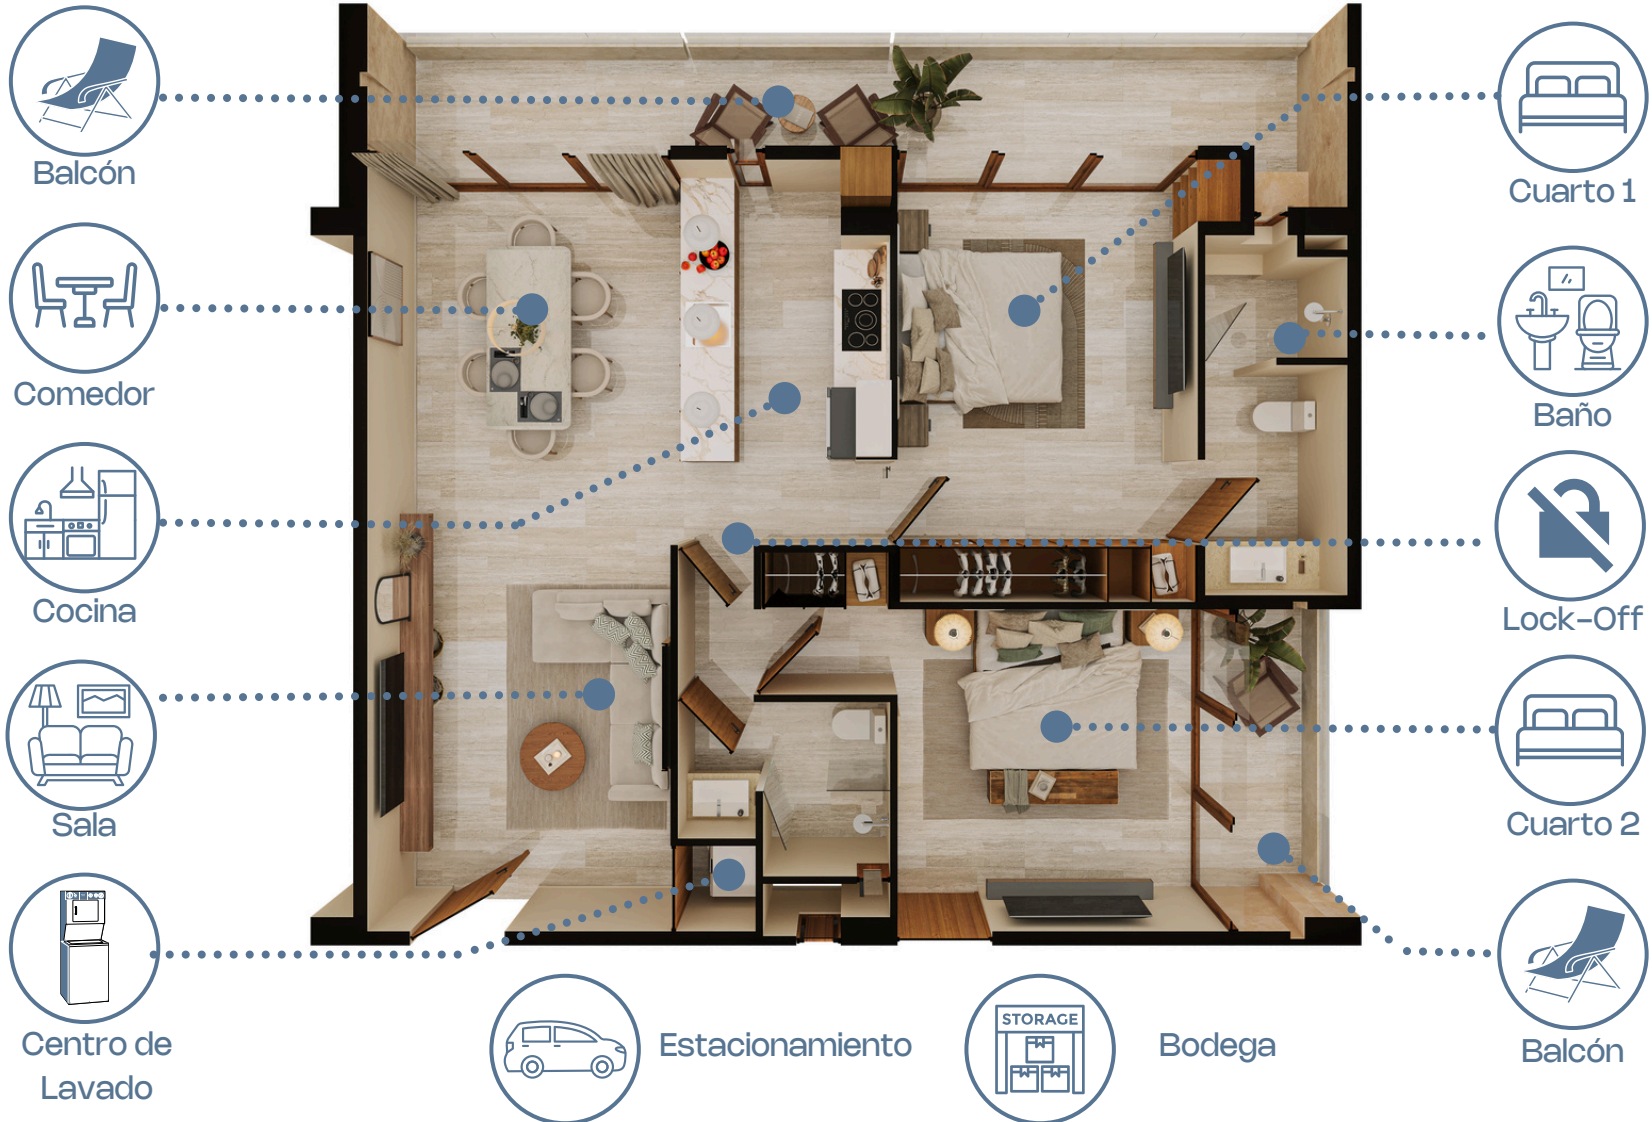 Balcón
Comedor
Cocina
Sala
Centro de
Lavado
Estacionamiento
STORAGE
Bodega
Cuarto 1
Baño
Lock-Off
Cuarto 2
Balcón